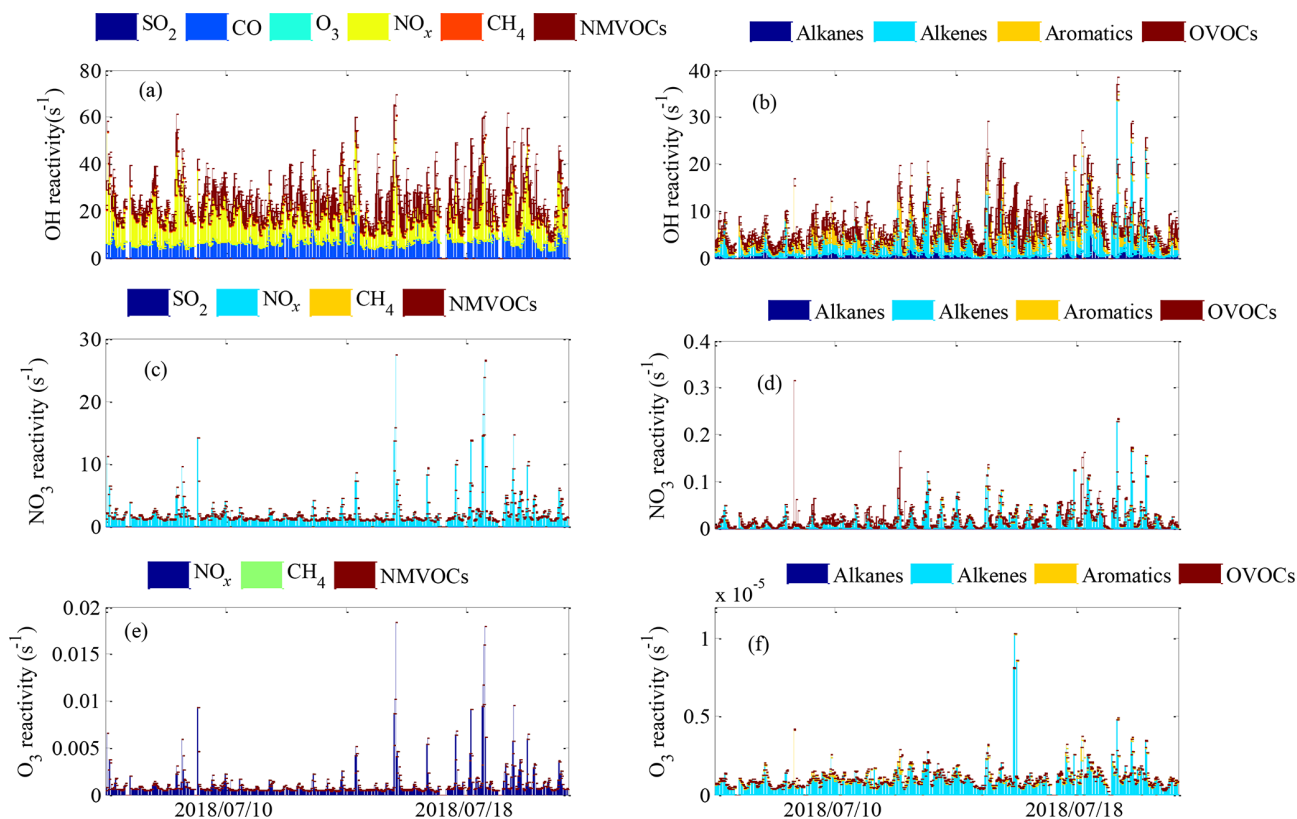 SO2 CO O3 NOx CH4 NMVOCs
Alkanes Alkenes Aromatics OVOCs
80
60
40
20
0
OH reactivity(s-1)
(a)
40
30
20
10
0
OH reactivity (s-1)
(b)
SO2 NOx CH4 NMVOCs
Alkanes Alkenes Aromatics OVOCs
30
20
10
0
NO3 reactivity (s-1)
(c)
0.4
0.3
0.2
0.1
0
NO3 reactivity (s-1)
(d)
NOx CH4 NMVOCs
Alkanes Alkenes Aromatics OVOCs
0.02
0.015
0.01
0.005
0
O3 reactivity (s-1)
(e)
2018/07/10 2018/07/18
x 10-5
1
0.5
0
O3 reactivity (s-1)
(f)
2018/07/10 2018/07/18